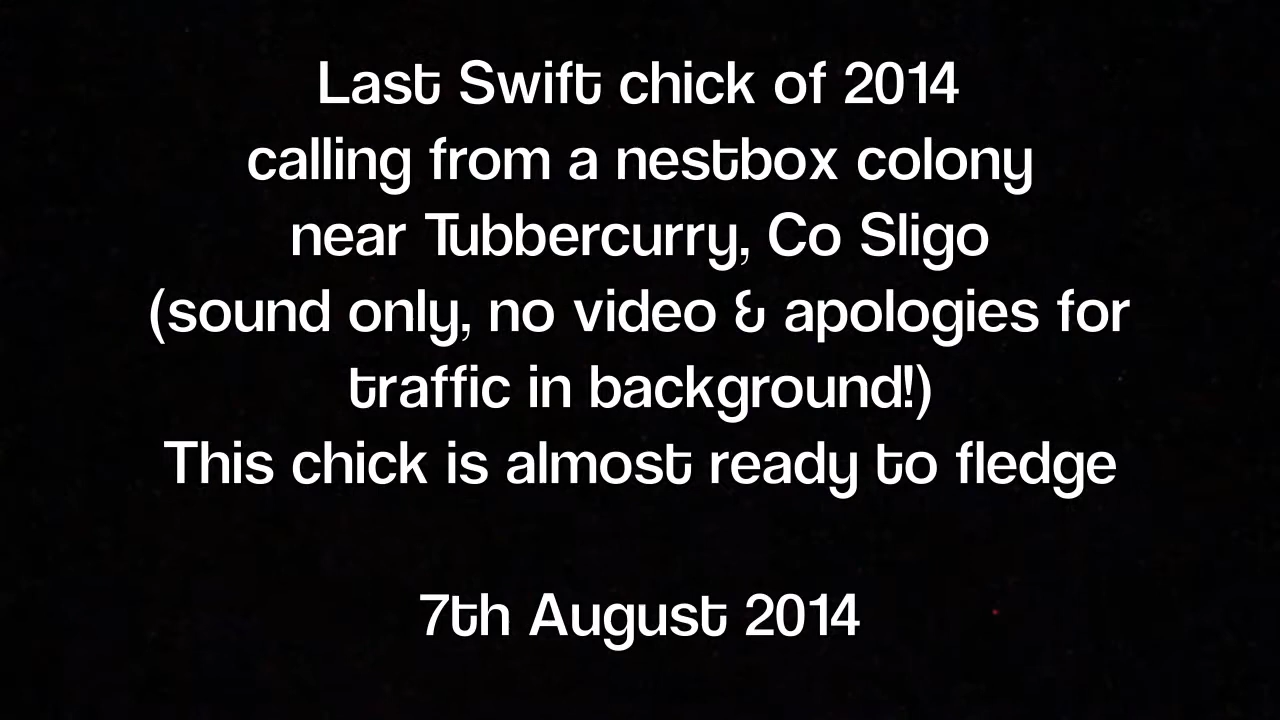 Last Swift chick of 2014
calling from a nestbox colony
near Tubbercurry, Co Sligo
(sound only, no video & apologies for
traffic in background!)
This chick is almost ready to fledge
7th August 2014